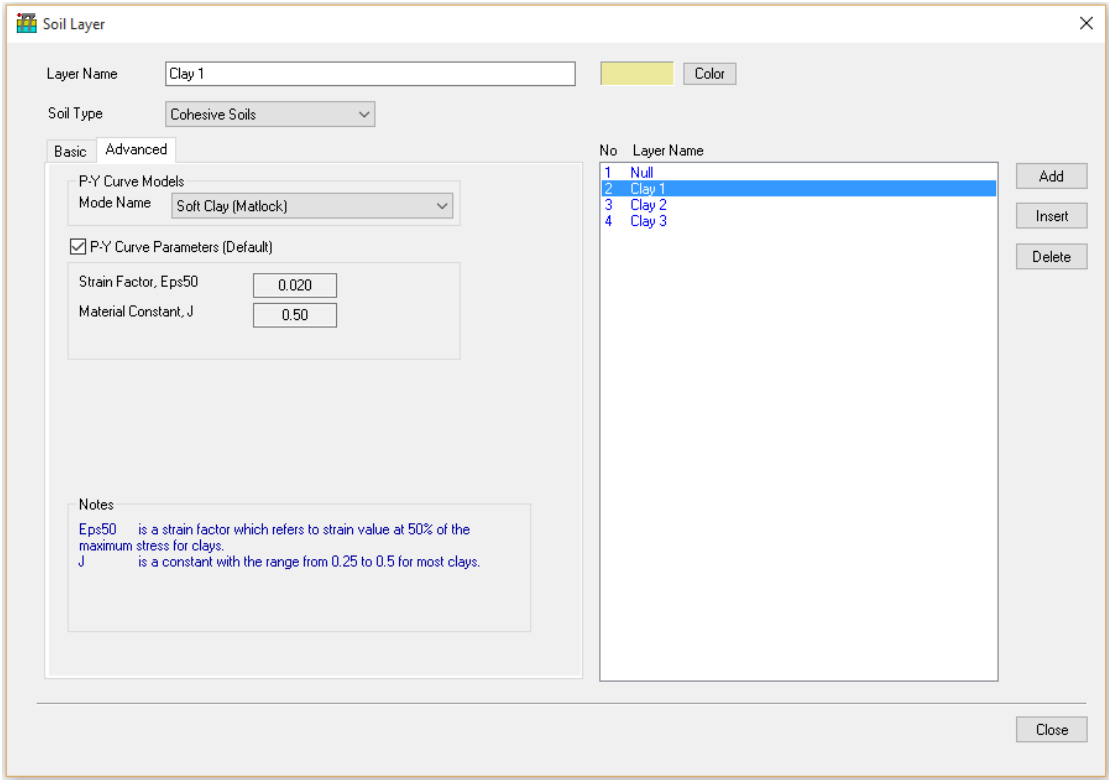 Soil Layer
Layer Name Clay 1 Color
Soil Type Cohesive Soils
Basic Advanced
P-Y Curve Models
Mode Name Soft Clay (Matlock)
P-Y Curve Parameters (Default)
Strain Factor, Eps50 0.020
Material Constant, J 0.50
Notes
Eps50 is a strain factor which refers to strain value at 50% of the
maximum stress for clays.
J is a constant with the range from 0.25 to 0.5 for most clays.
No Layer Name
1 Null
2 Clay 1
3 Clay 2
4 Clay 3
Add
Insert
Delete
Close